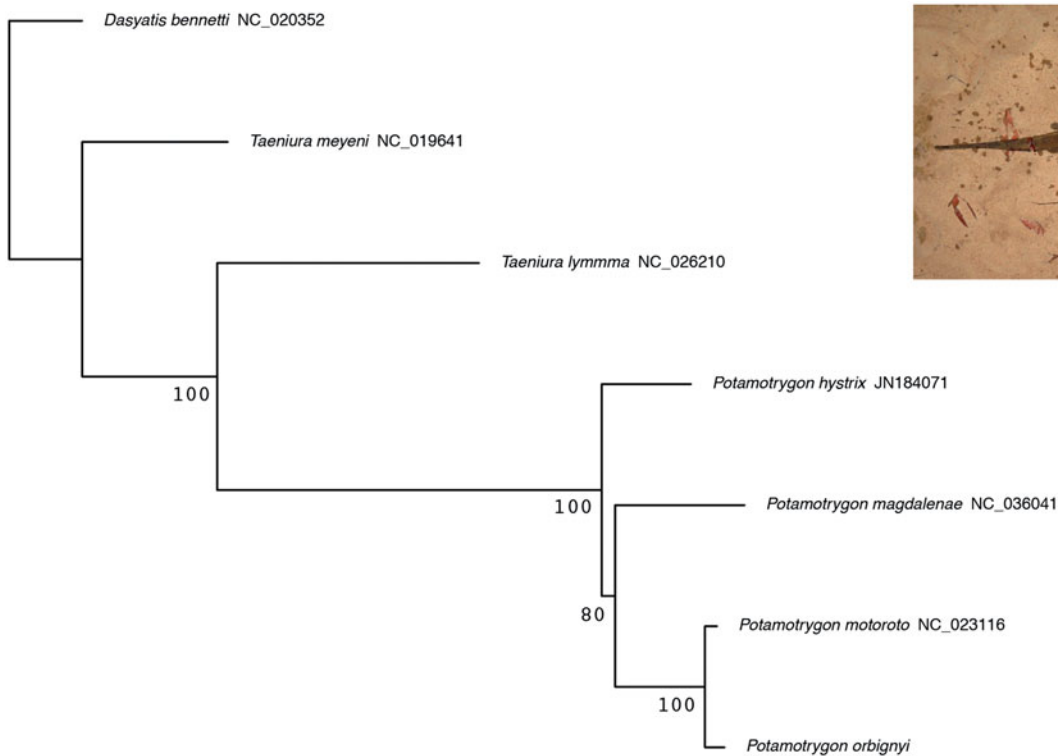 Dasyatis bennetti NC_020352
Taeniura meyeni NC_019641
Taeniura lymmma NC_026210
100
Potamotrygon hystrix JN184071
100
Potamotrygon magdalenae NC_036041
80
Potamotrygon motoroto NC_023116
100
Potamotrygon orbignyi